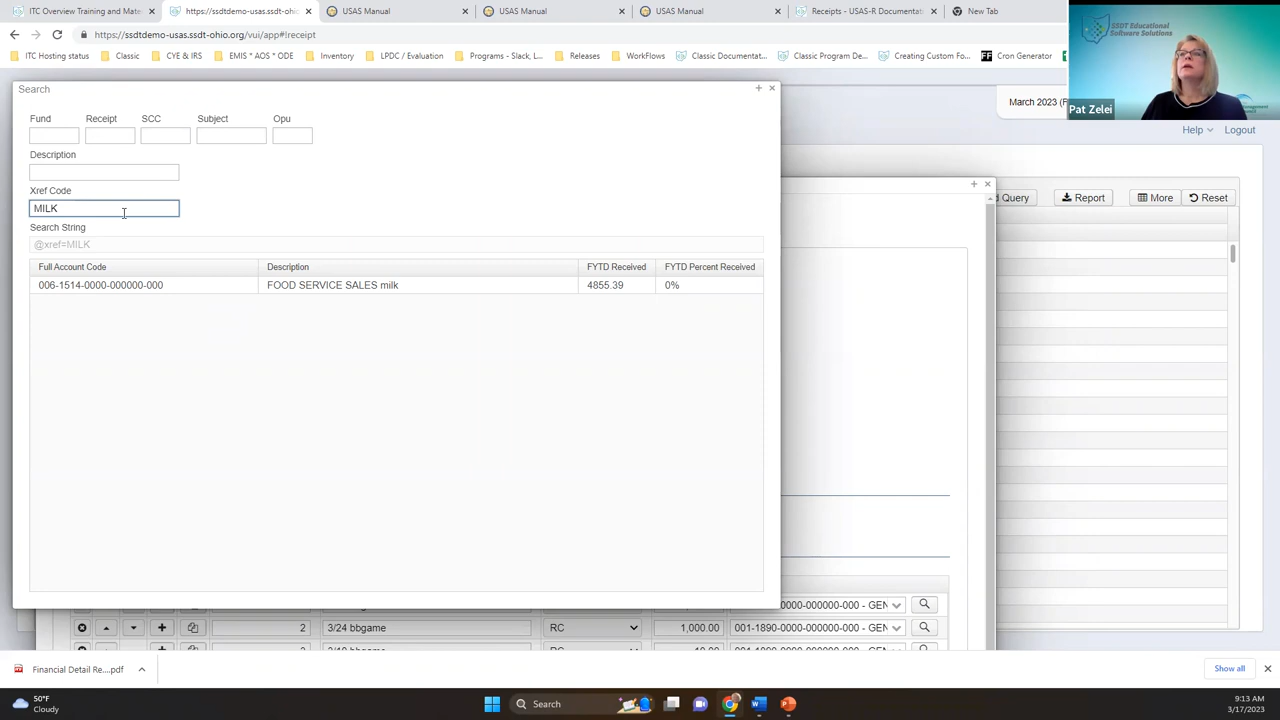 ITC Overview Training and Mate
https://ssdtdemo-usas.ssdt-ohio
USAS Manual
USAS Manual
USAS Manual
Receipts - USAS-R Documentat
New Tab
https://ssdtdemo-usas.ssdt-ohio.org/vui/app#!receipt
ITC Hosting status
Classic
CYE & IRS
EMIS * AOS * ODE
Inventory
LPDC / Evaluation
Programs - Slack, L...
Releases
WorkFlows
Classic Documentat...
Classic Program De...
Creating Custom Fo...
Cron Generator
SSDT Educational
Software Solutions
Pat Zelei
March 2023 (F
Help
Logout
Search
Fund
Receipt
SCC
Subject
Opu
Description
Xref Code
MILK
Search String
@xref=MILK
d Query
Report
More
Reset
Full Account Code
Description
FYTD Received
FYTD Percent Received
006-1514-0000-000000-000
FOOD SERVICE SALES milk
4855.39
0%
0000-000000-000 - GEN
2
3/24 bbgame
RC
1,000.00
001-1890-0000-000000-000 - GEN
Financial Detail Re....pdf
Show all
50°F
Cloudy
Search
9:13 AM
3/17/2023